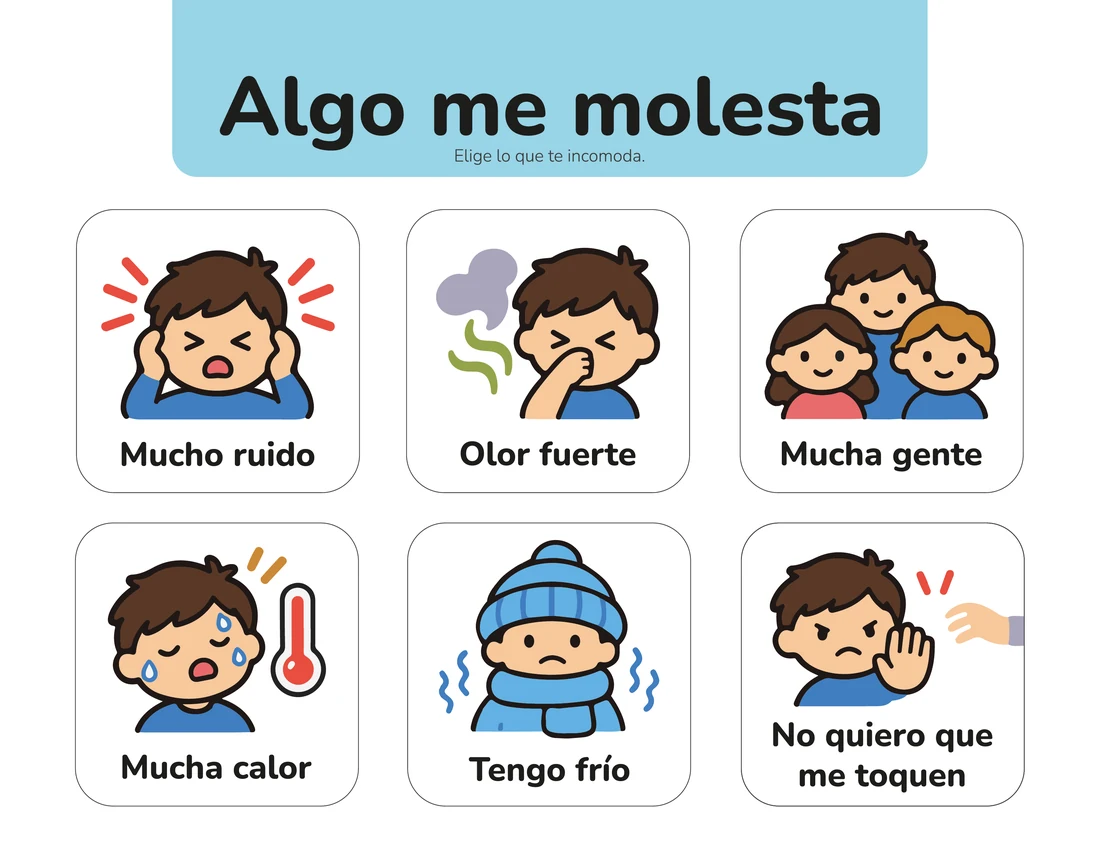 Algo me molesta
Elige lo que te incomoda.
Mucho ruido
Olor fuerte
Mucha gente
Mucha calor
Tengo frío
No quiero que
me toquen